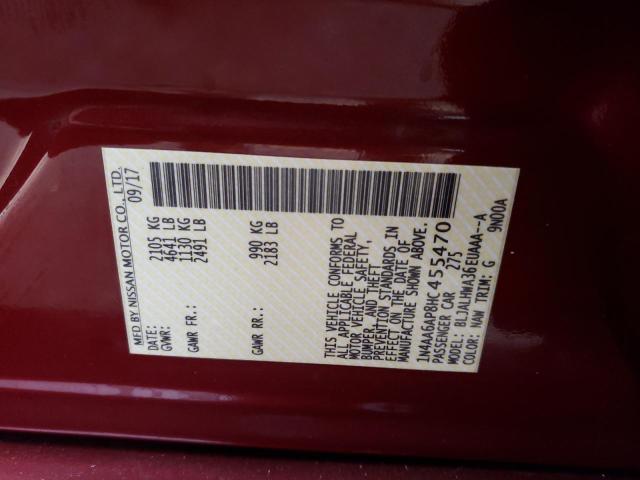 MFD BY NISSAN MOTOR CO., LTD.
09/17
GVWR: 2105 KG
4641 LB
GAWR FR.: 1130 KG
2491 LB
GAWR RR.: 990 KG
2183 LB
THIS VEHICLE CONFORMS TO
ALL APPLICABLE FEDERAL
MOTOR VEHICLE SAFETY,
BUMPER, AND THEFT
PREVENTION STANDARDS IN
EFFECT ON THE DATE OF
MANUFACTURE SHOWN ABOVE.
1N4AA6AP8HC455470
PASSENGER CAR 275
MODEL: BLJALHWA36EUAAA--A
COLOR: NAW TRIM: G 9N00A